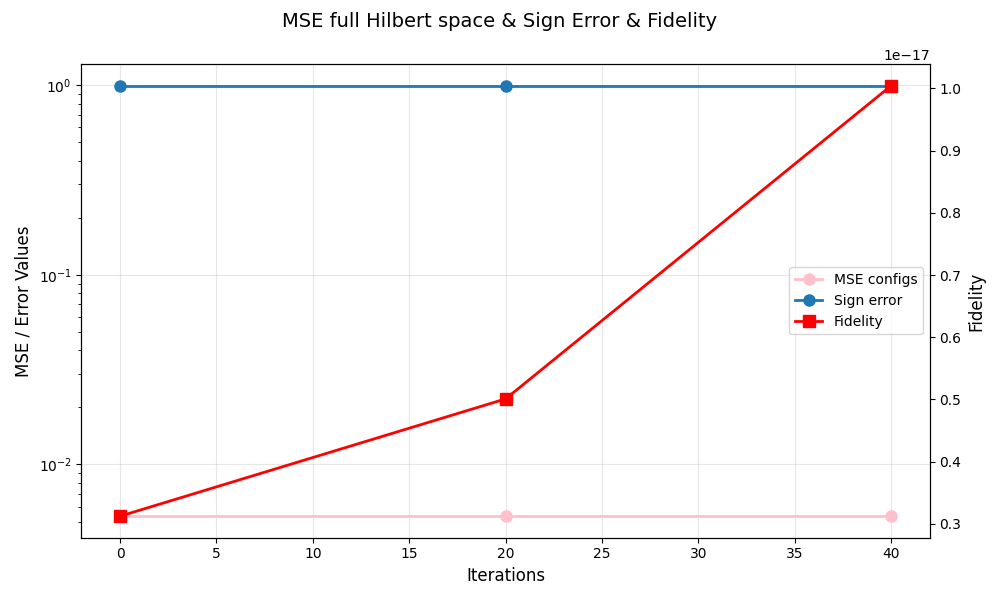 MSE full Hilbert space & Sign Error & Fidelity
1e−17
MSE / Error Values
10^0
10^−1
10^−2
1.0
0.9
0.8
0.7
0.6
0.5
0.4
0.3
Fidelity
MSE configs
Sign error
Fidelity
0 5 10 15 20 25 30 35 40
Iterations